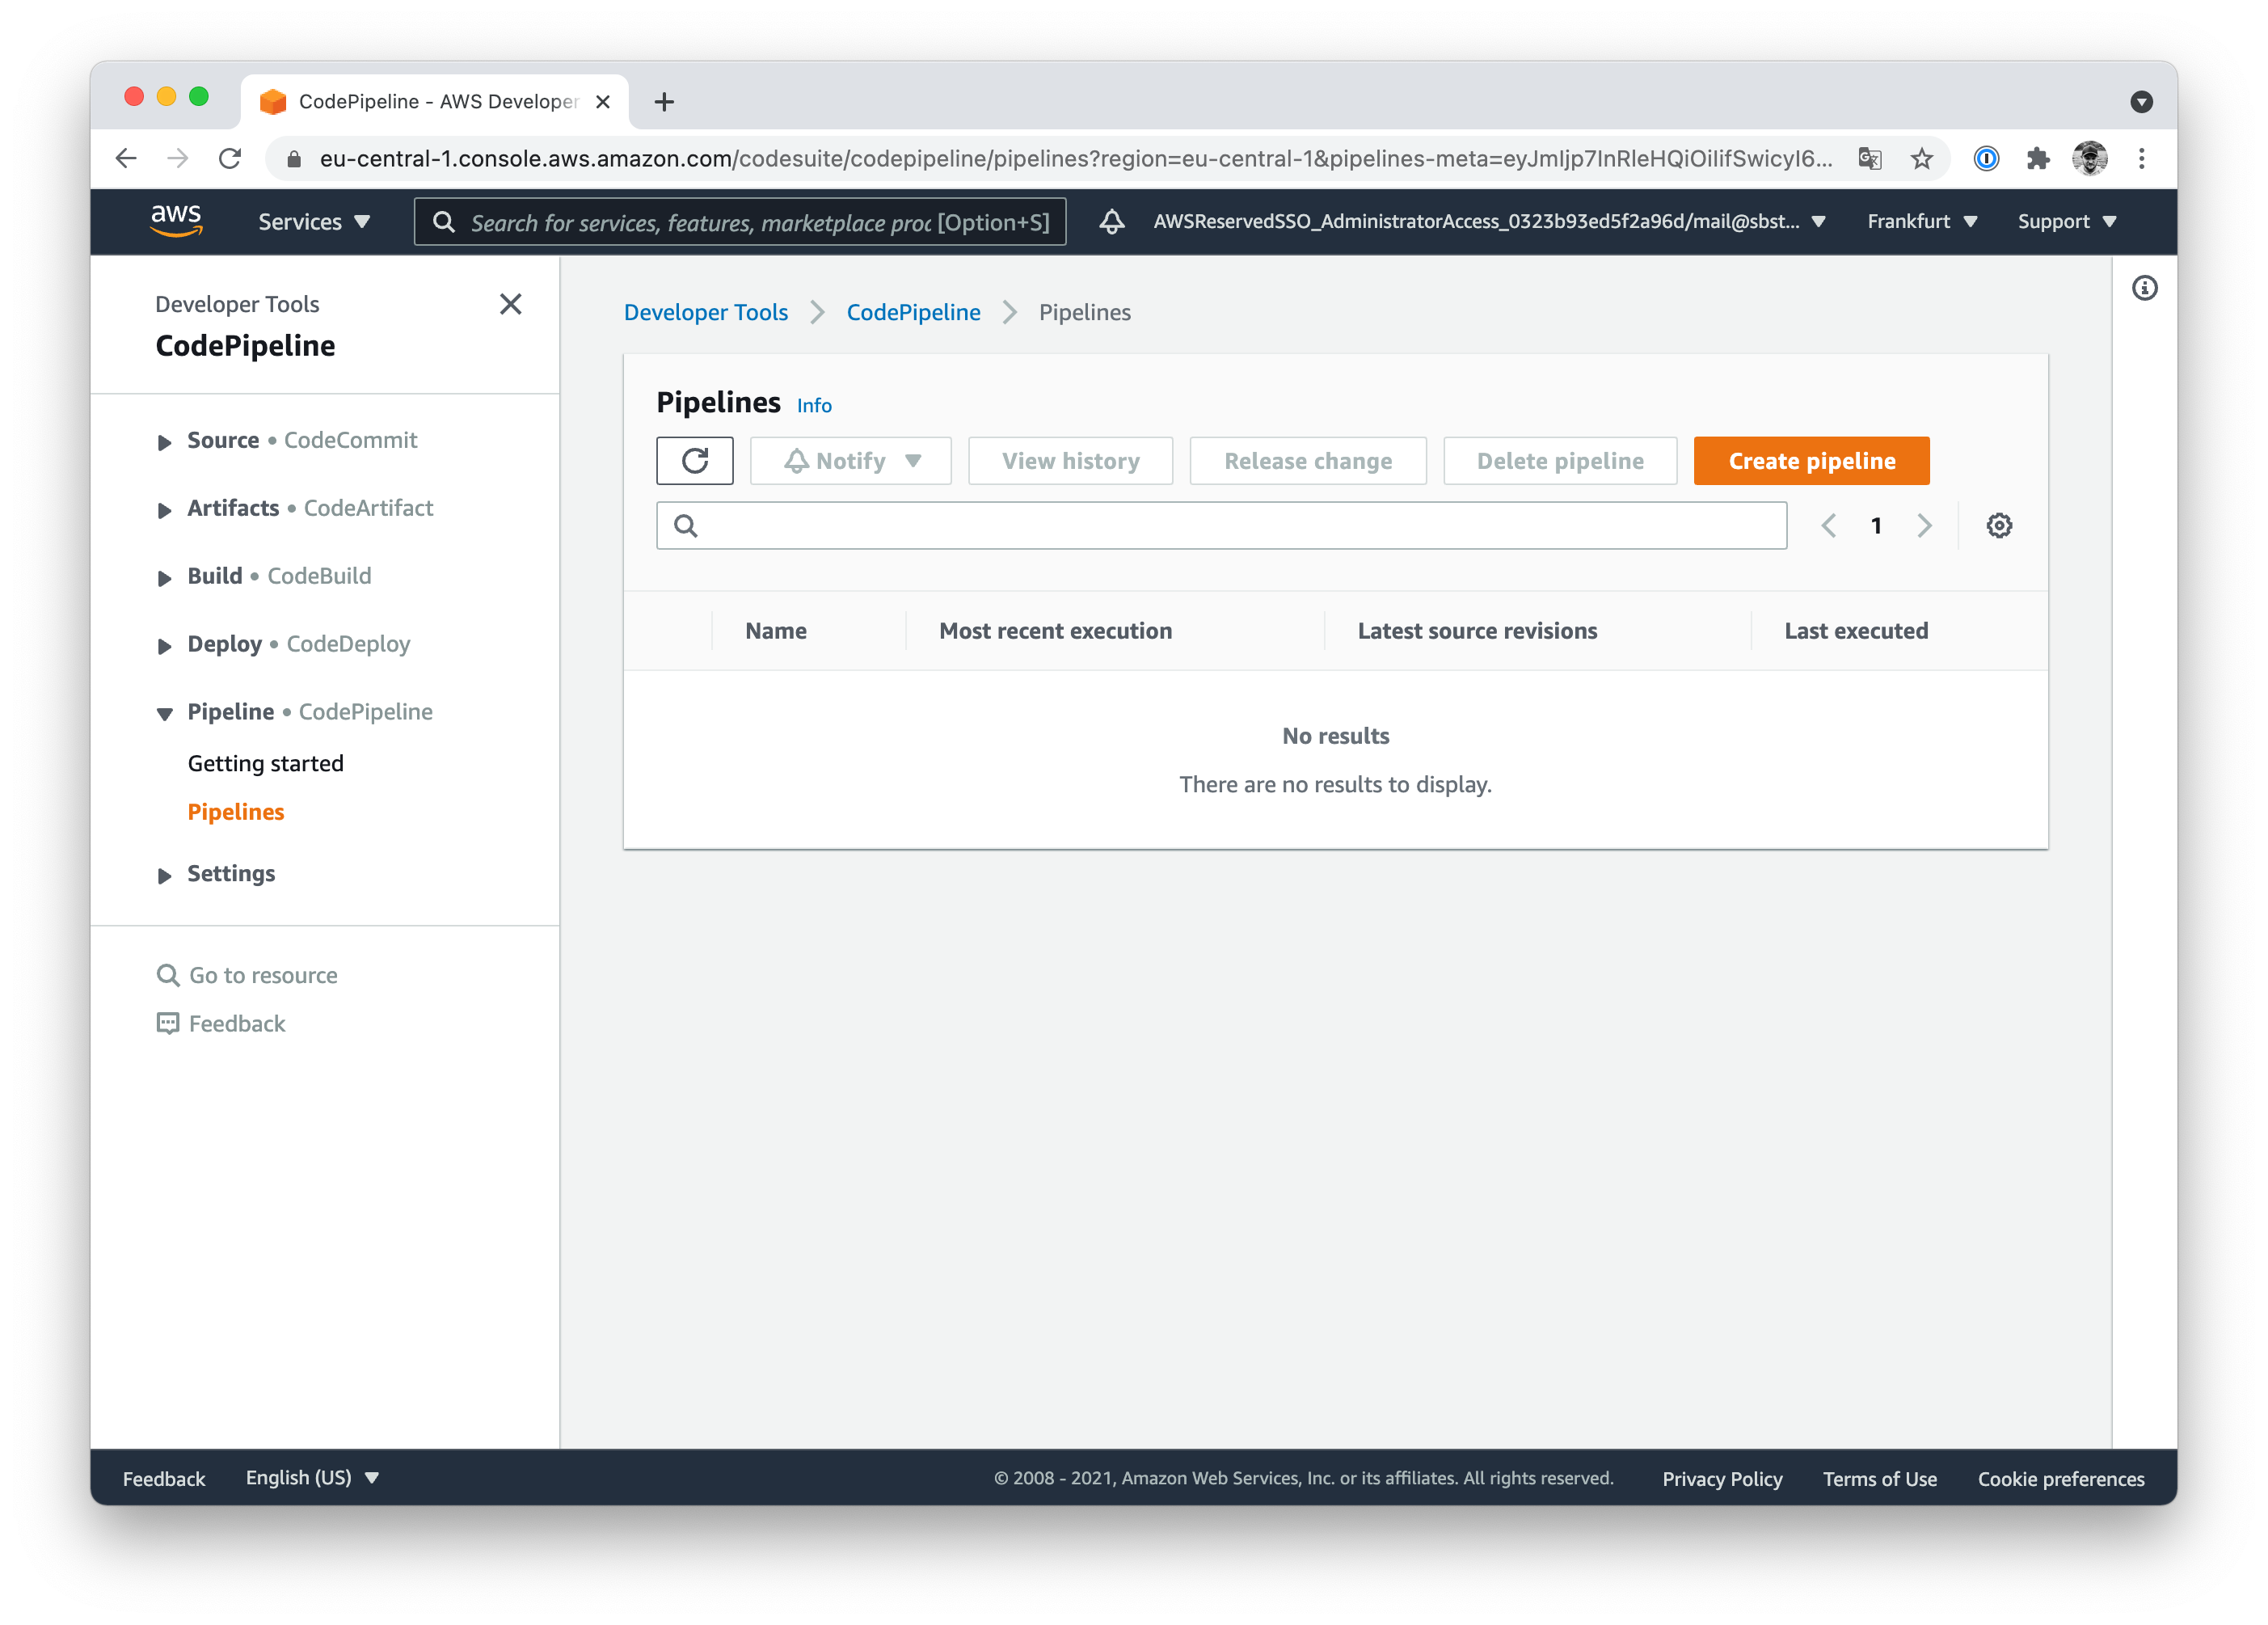 CodePipeline - AWS Developer
eu-central-1.console.aws.amazon.com/codesuite/codepipeline/pipelines?region=eu-central-1&pipelines-meta=eyJmIjp7InRleHQiOiIifSwicyI6...
aws
Services
Search for services, features, marketplace proc [Option+S]
AWSReservedSSO_AdministratorAccess_0323b93ed5f2a96d/mail@sbst...
Frankfurt
Support
Developer Tools
CodePipeline
Source • CodeCommit
Artifacts • CodeArtifact
Build • CodeBuild
Deploy • CodeDeploy
Pipeline • CodePipeline
Getting started
Pipelines
Settings
Go to resource
Feedback
Developer Tools > CodePipeline > Pipelines
Pipelines Info
Notify
View history
Release change
Delete pipeline
Create pipeline
1
Name
Most recent execution
Latest source revisions
Last executed
No results
There are no results to display.
Feedback
English (US)
© 2008 - 2021, Amazon Web Services, Inc. or its affiliates. All rights reserved.
Privacy Policy
Terms of Use
Cookie preferences